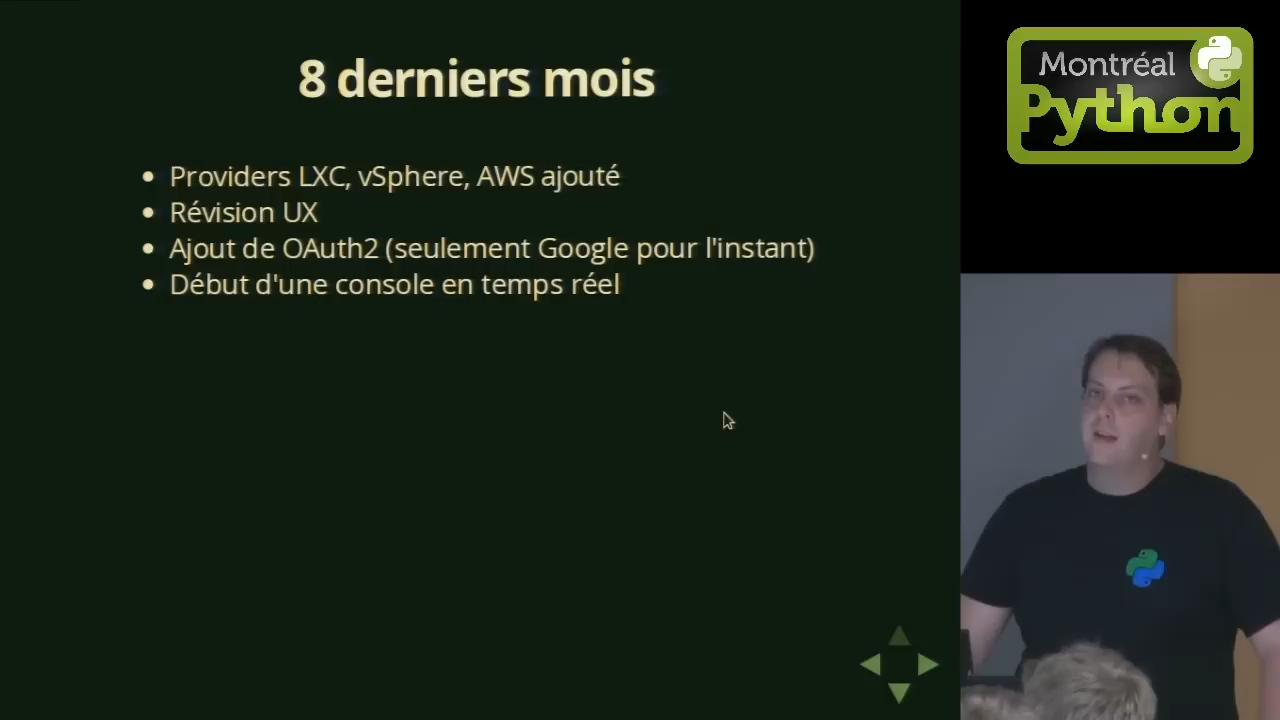 8 derniers mois
Providers LXC, vSphere, AWS ajouté
Révision UX
Ajout de OAuth2 (seulement Google pour l'instant)
Début d'une console en temps réel
Montréal
Python